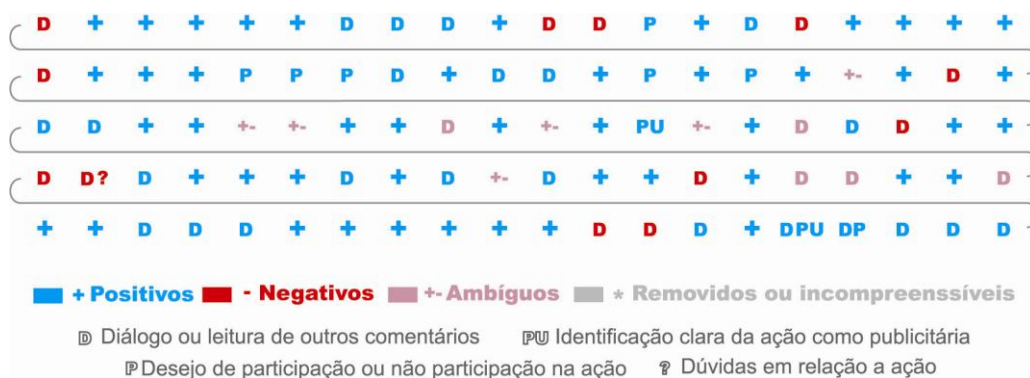 D + + + + + D D D + D D P + D D + + + +
D + + + P P P D + D D + P + P + +- + D +
D D + + +- +- + + D + +- + PU +- + D D D + +
D D? D + + + D + D +- D + + D + D D + + D
+ + D D D + + + + + + D D D + DPU DP D D D
+ Positivos - Negativos +- Ambíguos * Removidos ou incompreenssíveis
D Diálogo ou leitura de outros comentários PU Identificação clara da ação como publicitária
P Desejo de participação ou não participação na ação ? Dúvidas em relação a ação